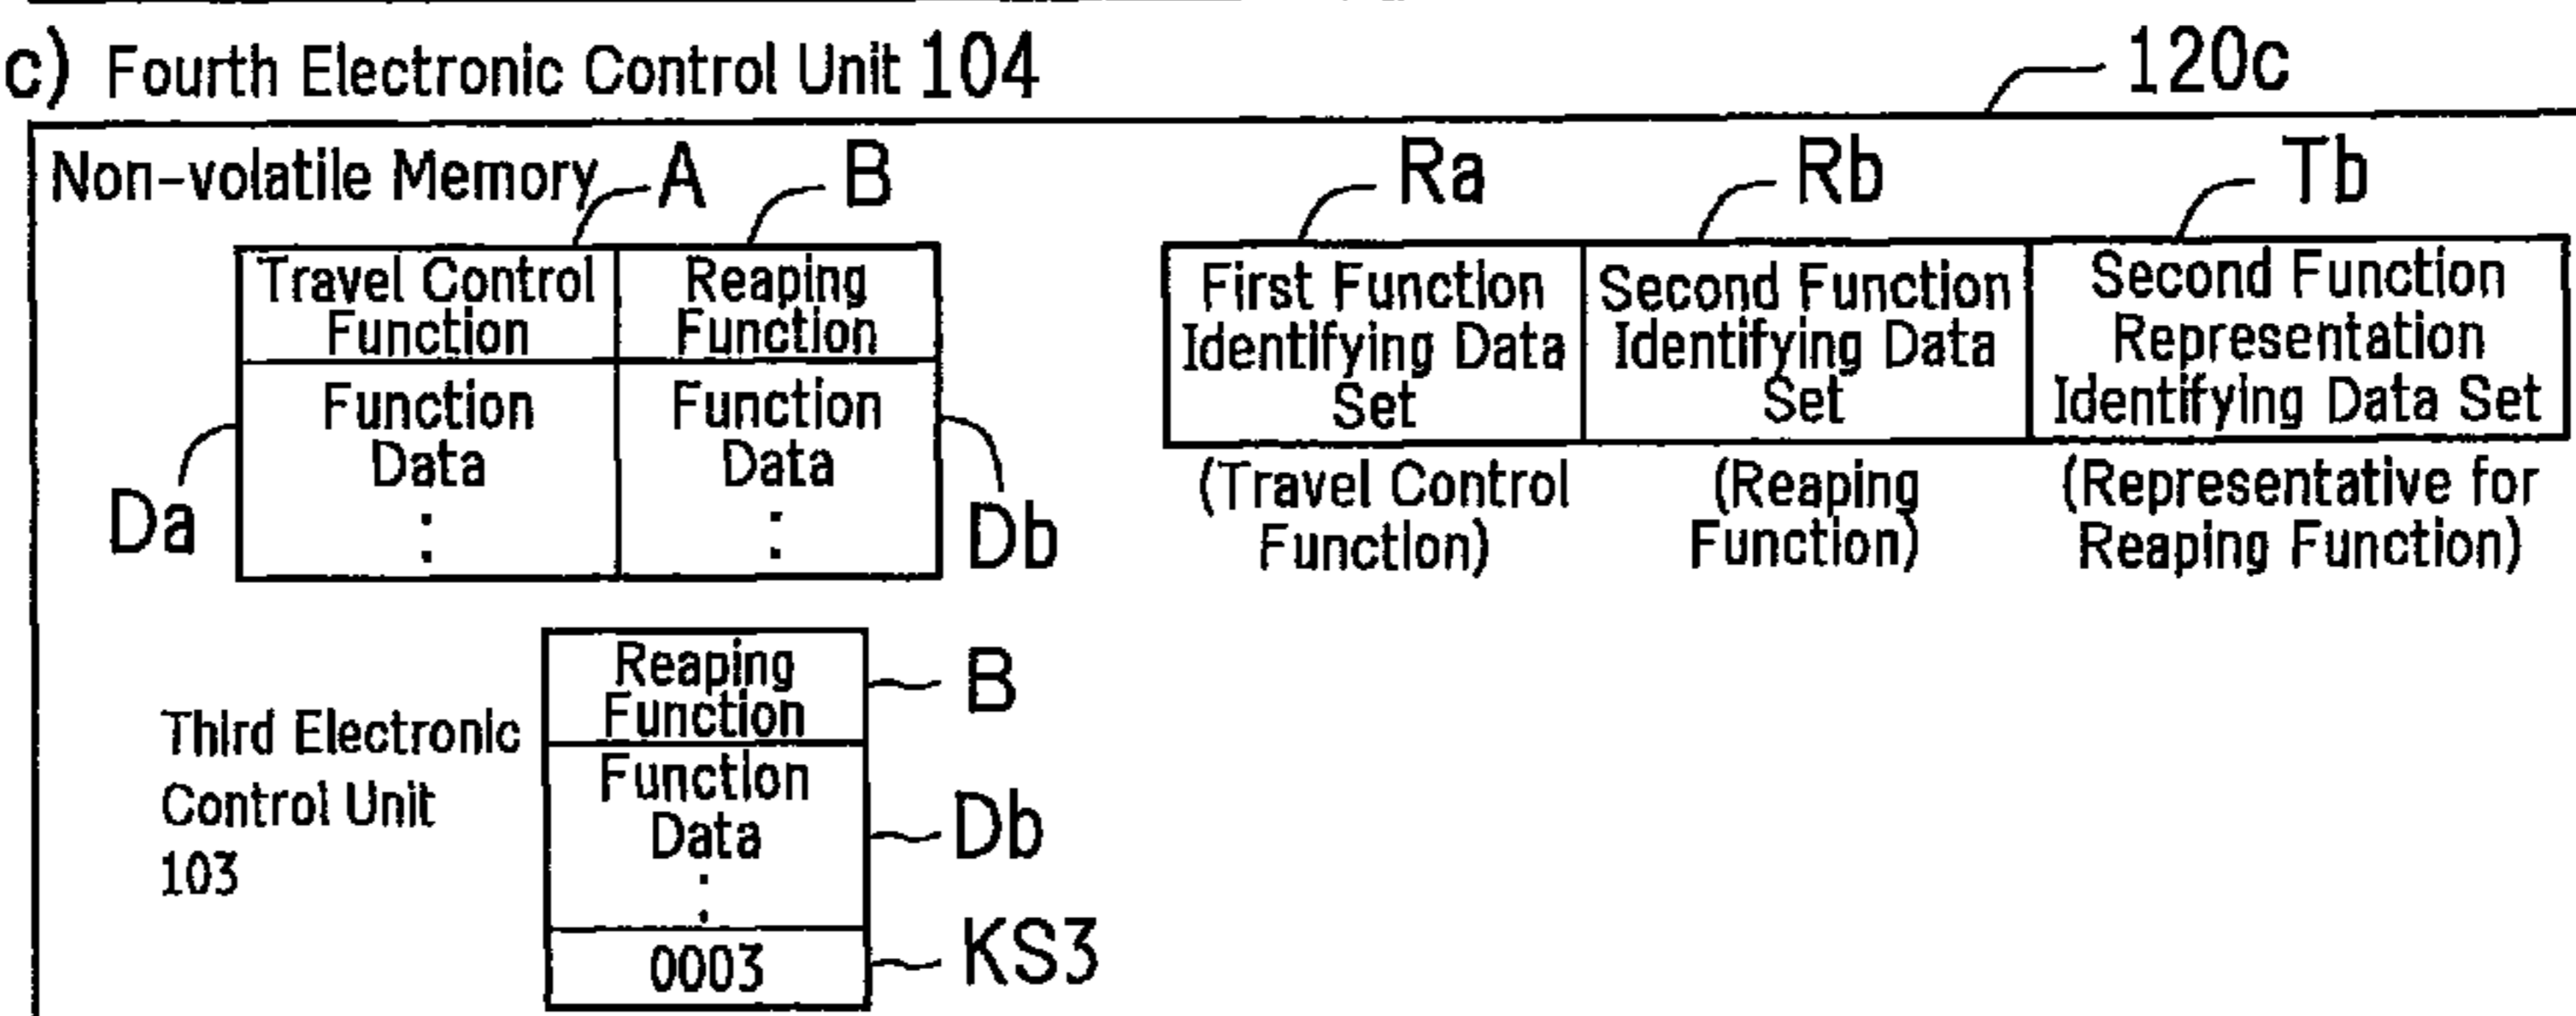 c) Fourth Electronic Control Unit 104
120c
Non-volatile Memory
A
B
Ra
Rb
Tb
Travel Control
Function
Reaping
Function
Function
Data
:
Function
Data
:
Da
Db
First Function
Identifying Data
Set
Second Function
Identifying Data
Set
Second Function
Representation
Identifying Data Set
(Travel Control
Function)
(Reaping
Function)
(Representative for
Reaping Function)
Third Electronic
Control Unit
103
Reaping
Function
B
Function
Data
:
Db
0003
KS3